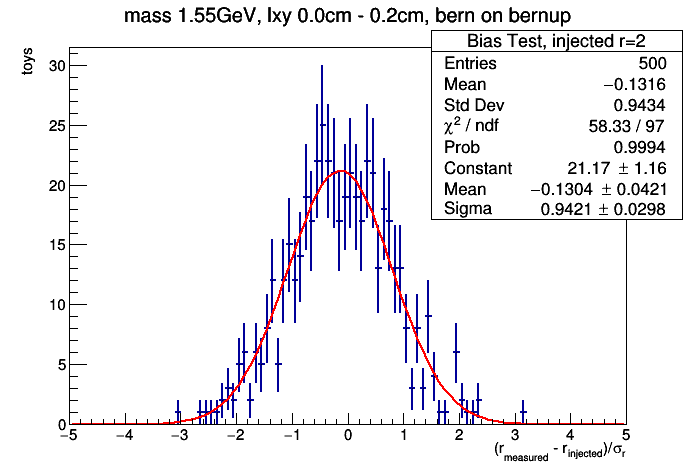 mass 1.55GeV, lxy 0.0cm - 0.2cm, bern on bernup
Bias Test, injected r=2
Entries 500
Mean −0.1316
Std Dev 0.9434
χ² / ndf 58.33 / 97
Prob 0.9994
Constant 21.17 ± 1.16
Mean −0.1304 ± 0.0421
Sigma 0.9421 ± 0.0298
toys
30
25
20
15
10
5
0
−5 −4 −3 −2 −1 0 1 2 3 4 5
(r_measured - r_injected)/σ_r